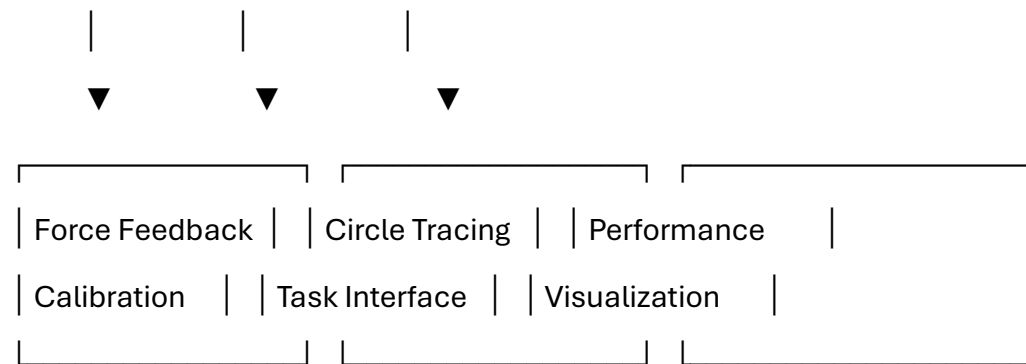 Force Feedback Circle Tracing Performance
Calibration Task Interface Visualization